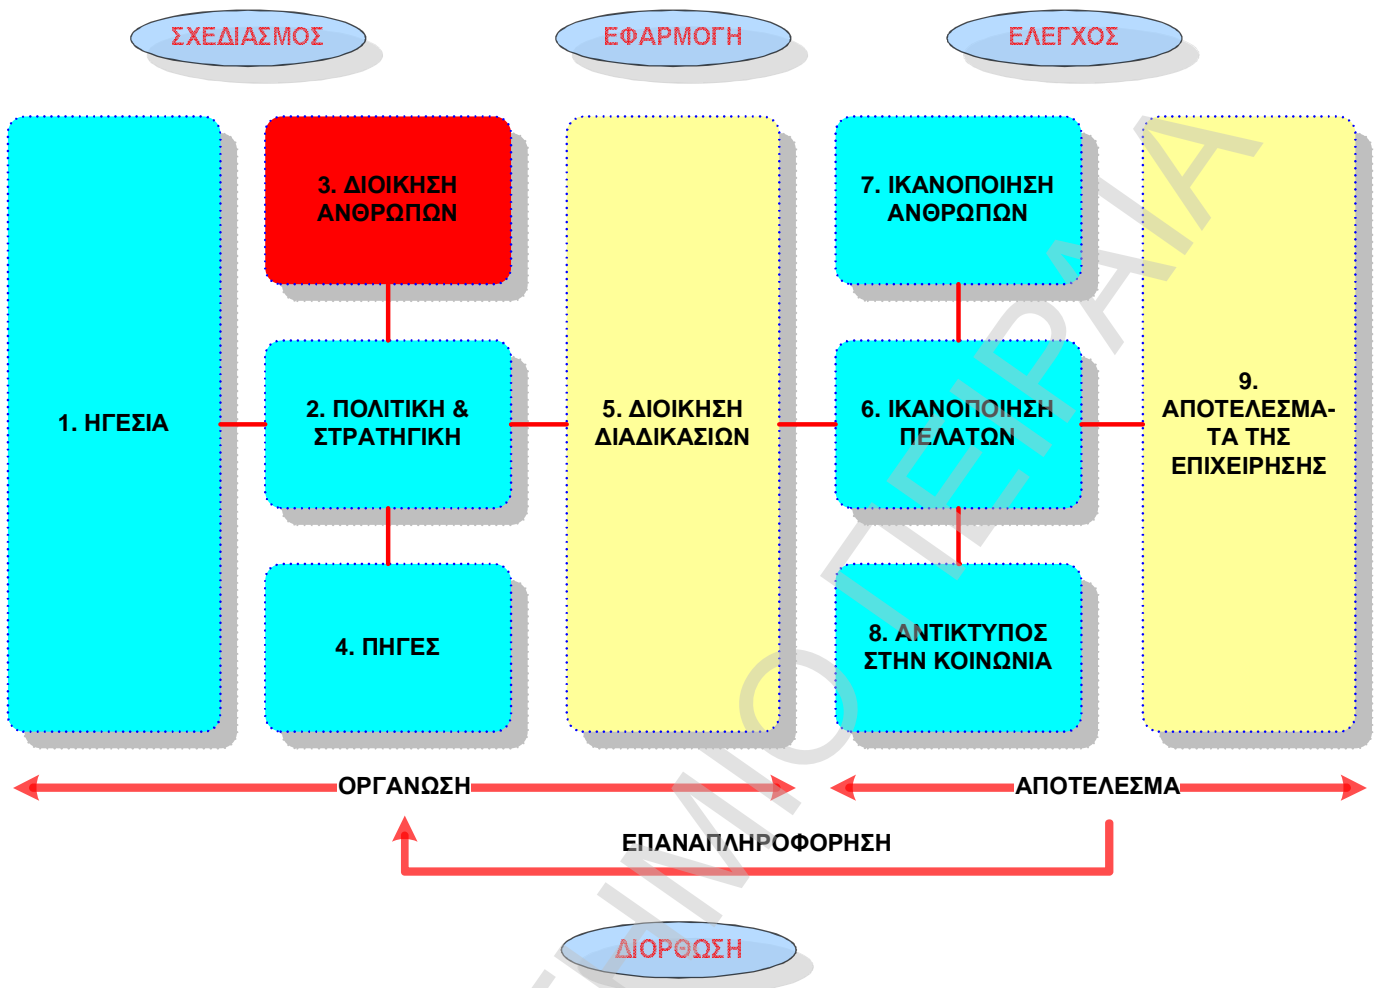 ΣΧΕΔΙΑΣΜΟΣ
ΕΦΑΡΜΟΓΗ
ΕΛΕΓΧΟΣ
1. ΗΓΕΣΙΑ
3. ΔΙΟΙΚΗΣΗ
ΑΝΘΡΩΠΩΝ
2. ΠΟΛΙΤΙΚΗ &
ΣΤΡΑΤΗΓΙΚΗ
4. ΠΗΓΕΣ
5. ΔΙΟΙΚΗΣΗ
ΔΙΑΔΙΚΑΣΙΩΝ
7. ΙΚΑΝΟΠΟΙΗΣΗ
ΑΝΘΡΩΠΩΝ
6. ΙΚΑΝΟΠΟΙΗΣΗ
ΠΕΛΑΤΩΝ
8. ΑΝΤΙΚΤΥΠΟΣ
ΣΤΗΝ ΚΟΙΝΩΝΙΑ
9.
ΑΠΟΤΕΛΕΣΜΑ-
ΤΑ ΤΗΣ
ΕΠΙΧΕΙΡΗΣΗΣ
ΟΡΓΑΝΩΣΗ
ΑΠΟΤΕΛΕΣΜΑ
ΕΠΑΝΑΠΛΗΡΟΦΟΡΗΣΗ
ΔΙΟΡΘΩΣΗ
ΠΕΙΡΑΙΑ